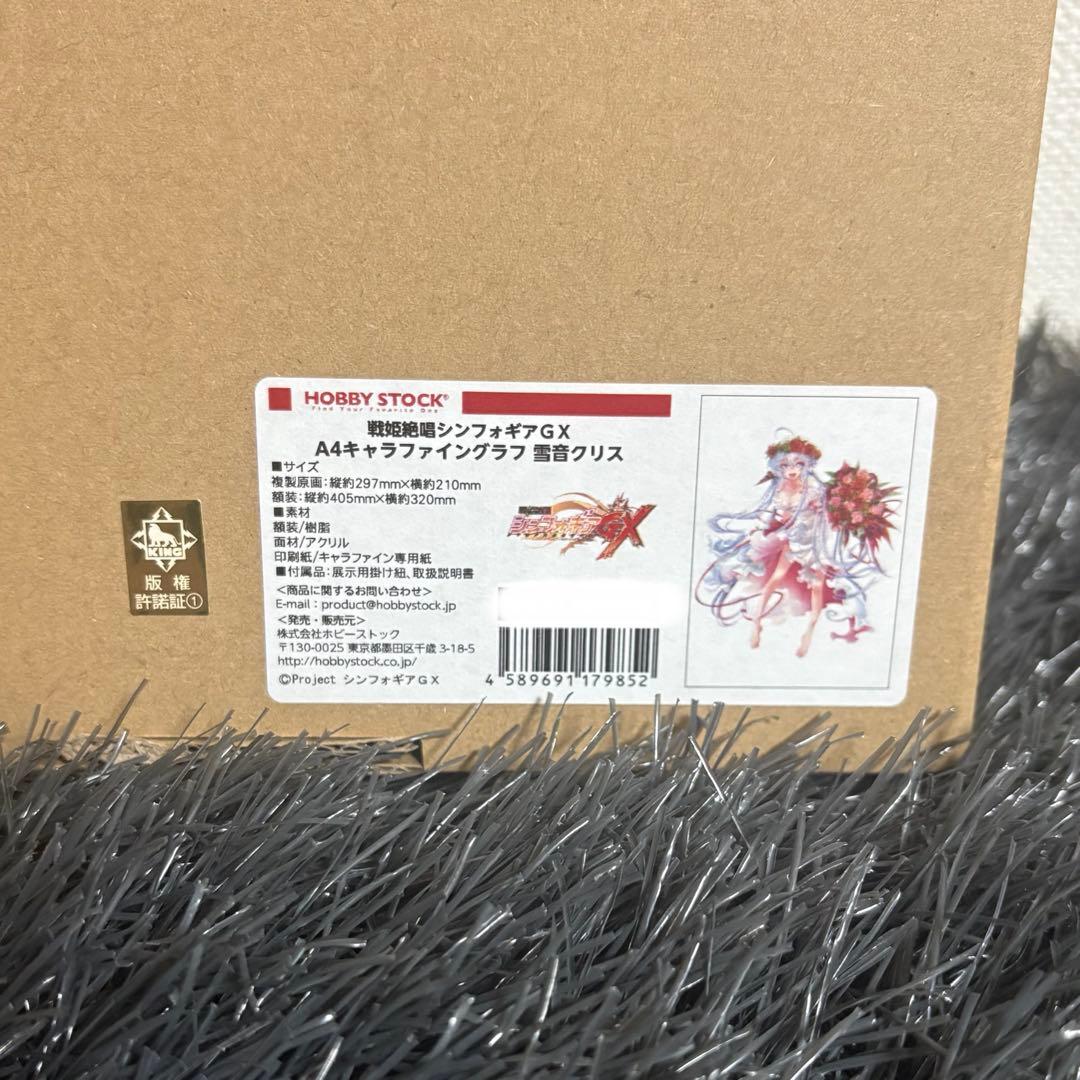 HOBBY STOCK®
Find Your Favorite One
戦姫絶唱シンフォギアGX
A4キャラファイングラフ 雪音クリス
■サイズ
複製原画:縦約297mm×横約210mm
額装:縦約405mm×横約320mm
■素材
額装/樹脂
面材/アクリル
印刷紙/キャラファイン専用紙
■付属品:展示用掛け紐、取扱説明書
<商品に関するお問い合わせ>
E-mail:product@hobbystock.jp
<発売・販売元>
株式会社ホビーストック
〒130-0025 東京都墨田区千歳 3-18-5
http://hobbystock.co.jp/
©Project シンフォギアGX
シンフォギアGX
4 589691 179852
KING
版権
許諾証①